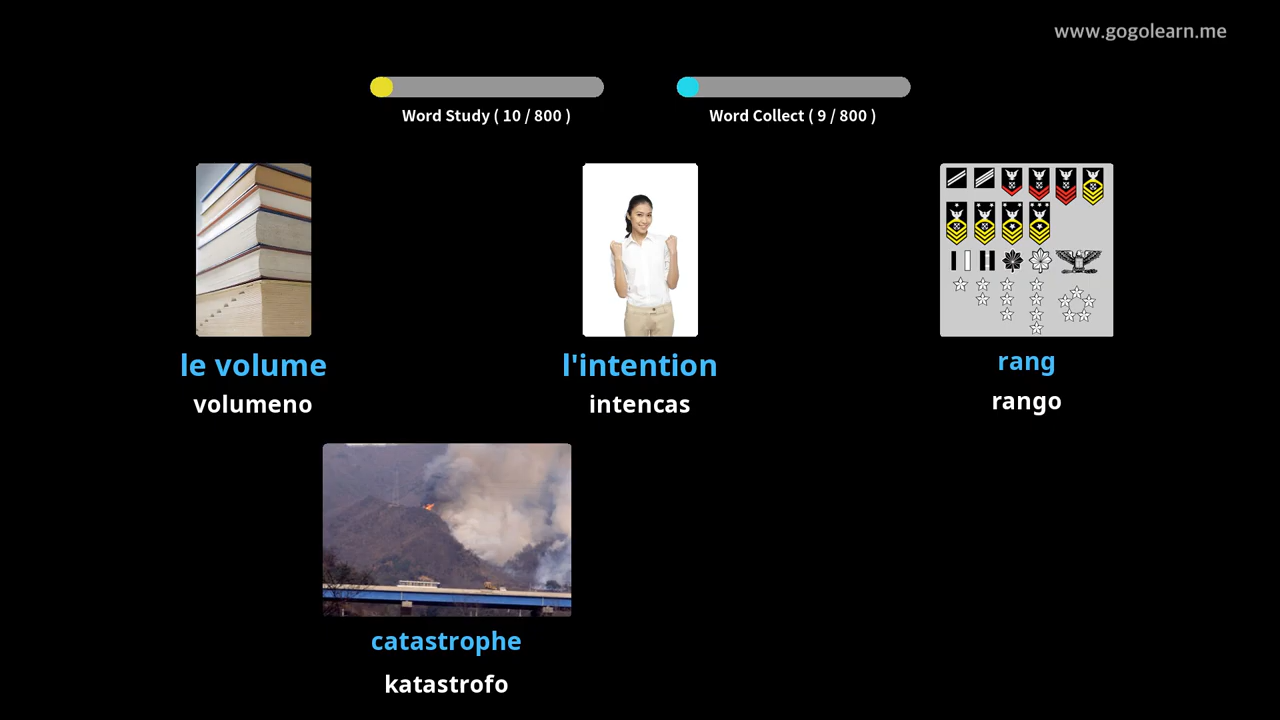 www.gogolearn.me
Word Study ( 10 / 800 )
Word Collect ( 9 / 800 )
le volume
volumeno
l'intention
intencas
rang
rango
catastrophe
katastrofo